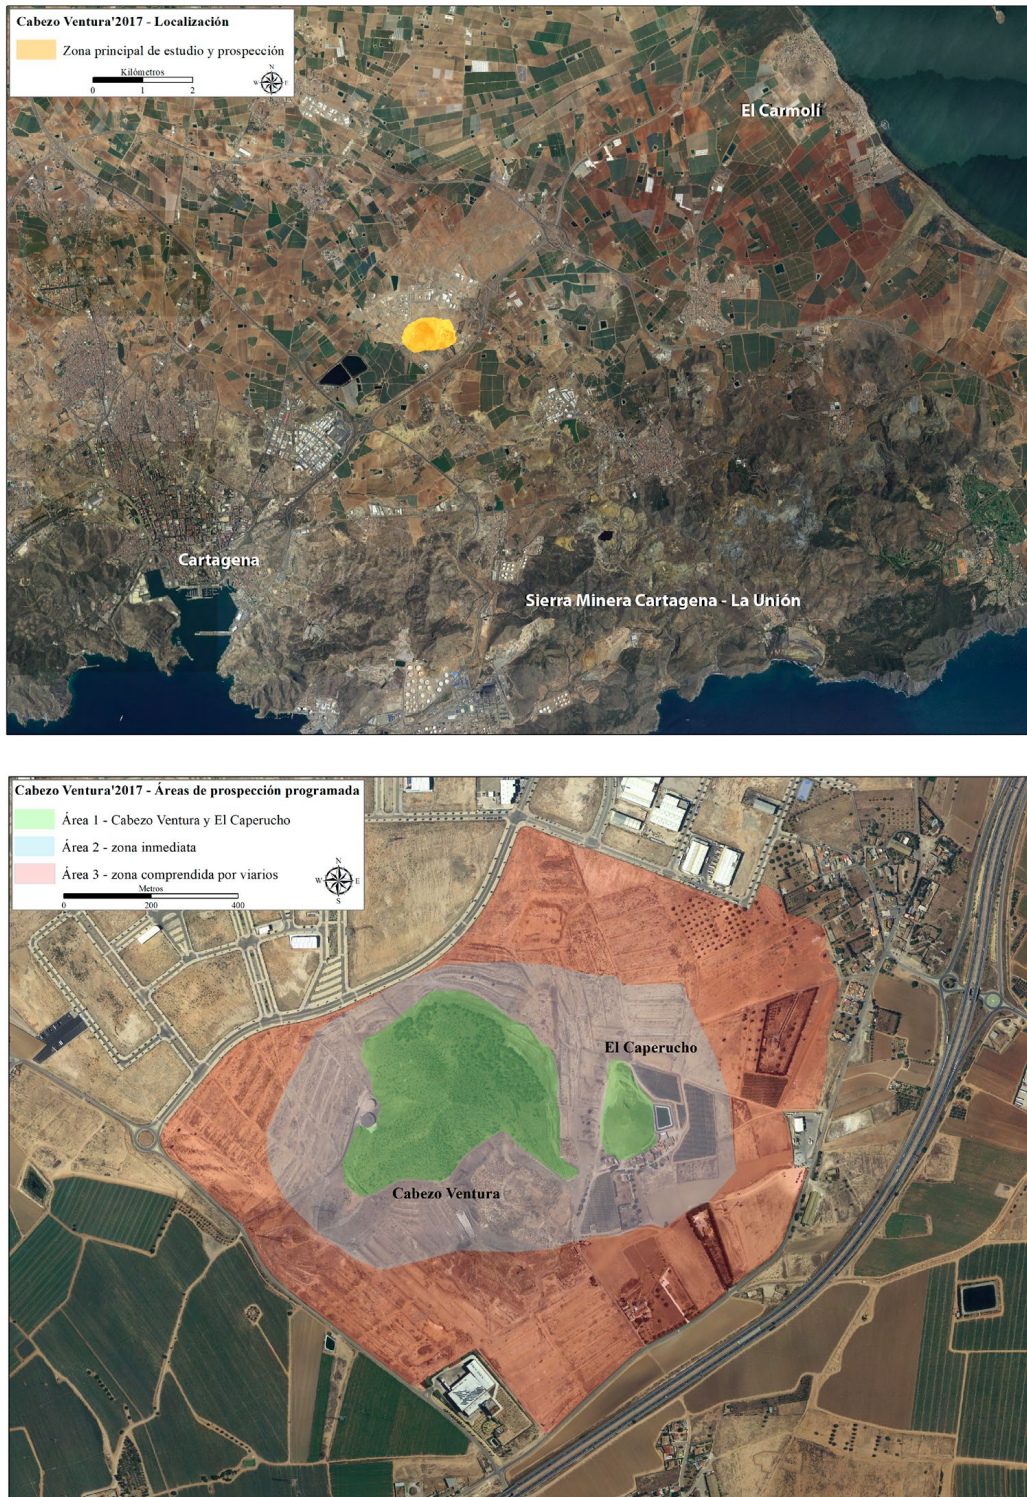 Cabezo Ventura'2017 - Localización
Zona principal de estudio y prospección
Kilómetros
0 1 2
N
W E
S
El Carmolí
Cartagena
Sierra Minera Cartagena - La Unión
Cabezo Ventura'2017 - Áreas de prospección programada
Área 1 - Cabezo Ventura y El Caperucho
Área 2 - zona inmediata
Área 3 - zona comprendida por viarios
Metros
0 200 400
N
W E
S
El Caperucho
Cabezo Ventura